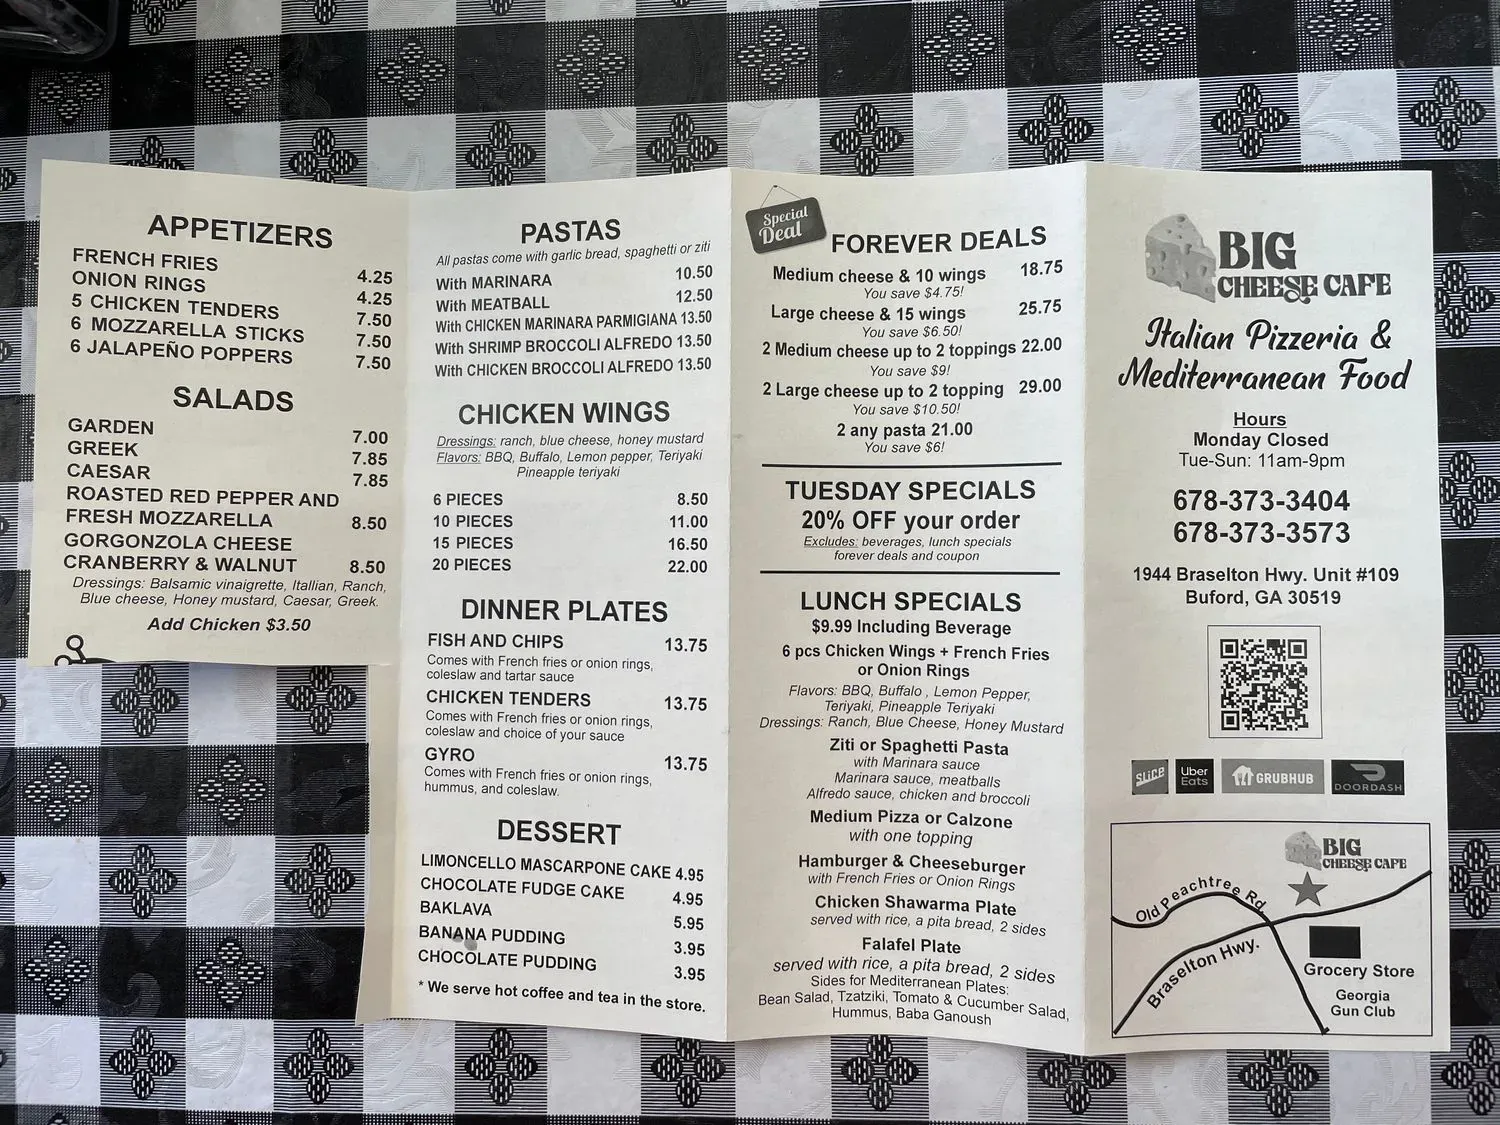 APPETIZERS
FRENCH FRIES 4.25
ONION RINGS 4.25
5 CHICKEN TENDERS 7.50
6 MOZZARELLA STICKS 7.50
6 JALAPEÑO POPPERS 7.50
SALADS
GARDEN 7.00
GREEK 7.85
CAESAR 7.85
ROASTED RED PEPPER AND
FRESH MOZZARELLA 8.50
GORGONZOLA CHEESE
CRANBERRY & WALNUT 8.50
Dressings: Balsamic vinaigrette, Itallian, Ranch,
Blue cheese, Honey mustard, Caesar, Greek.
Add Chicken $3.50
PASTAS
All pastas come with garlic bread, spaghetti or ziti
With MARINARA 10.50
With MEATBALL 12.50
With CHICKEN MARINARA PARMIGIANA 13.50
With SHRIMP BROCCOLI ALFREDO 13.50
With CHICKEN BROCCOLI ALFREDO 13.50
CHICKEN WINGS
Dressings: ranch, blue cheese, honey mustard
Flavors: BBQ, Buffalo, Lemon pepper, Teriyaki
Pineapple teriyaki
6 PIECES 8.50
10 PIECES 11.00
15 PIECES 16.50
20 PIECES 22.00
DINNER PLATES
FISH AND CHIPS 13.75
Comes with French fries or onion rings,
coleslaw and tartar sauce
CHICKEN TENDERS 13.75
Comes with French fries or onion rings,
coleslaw and choice of your sauce
GYRO 13.75
Comes with French fries or onion rings,
hummus, and coleslaw.
DESSERT
LIMONCELLO MASCARPONE CAKE 4.95
CHOCOLATE FUDGE CAKE 4.95
BAKLAVA 5.95
BANANA PUDDING 3.95
CHOCOLATE PUDDING 3.95
* We serve hot coffee and tea in the store.
Special
Deal
FOREVER DEALS
Medium cheese & 10 wings 18.75
You save $4.75!
Large cheese & 15 wings 25.75
You save $6.50!
2 Medium cheese up to 2 toppings 22.00
You save $9!
2 Large cheese up to 2 topping 29.00
You save $10.50!
2 any pasta 21.00
You save $6!
TUESDAY SPECIALS
20% OFF your order
Excludes: beverages, lunch specials
forever deals and coupon
LUNCH SPECIALS
$9.99 Including Beverage
6 pcs Chicken Wings + French Fries
or Onion Rings
Flavors: BBQ, Buffalo , Lemon Pepper,
Teriyaki, Pineapple Teriyaki
Dressings: Ranch, Blue Cheese, Honey Mustard
Ziti or Spaghetti Pasta
with Marinara sauce
Marinara sauce, meatballs
Alfredo sauce, chicken and broccoli
Medium Pizza or Calzone
with one topping
Hamburger & Cheeseburger
with French Fries or Onion Rings
Chicken Shawarma Plate
served with rice, a pita bread, 2 sides
Falafel Plate
served with rice, a pita bread, 2 sides
Sides for Mediterranean Plates:
Bean Salad, Tzatziki, Tomato & Cucumber Salad,
Hummus, Baba Ganoush
BIG
CHEESE CAFE
Italian Pizzeria &
Mediterranean Food
Hours
Monday Closed
Tue-Sun: 11am-9pm
678-373-3404
678-373-3573
1944 Braselton Hwy. Unit #109
Buford, GA 30519
SLICE
Uber
Eats
GRUBHUB
DOORDASH
BIG
CHEESE CAFE
Old Peachtree Rd
Braselton Hwy.
Grocery Store
Georgia
Gun Club